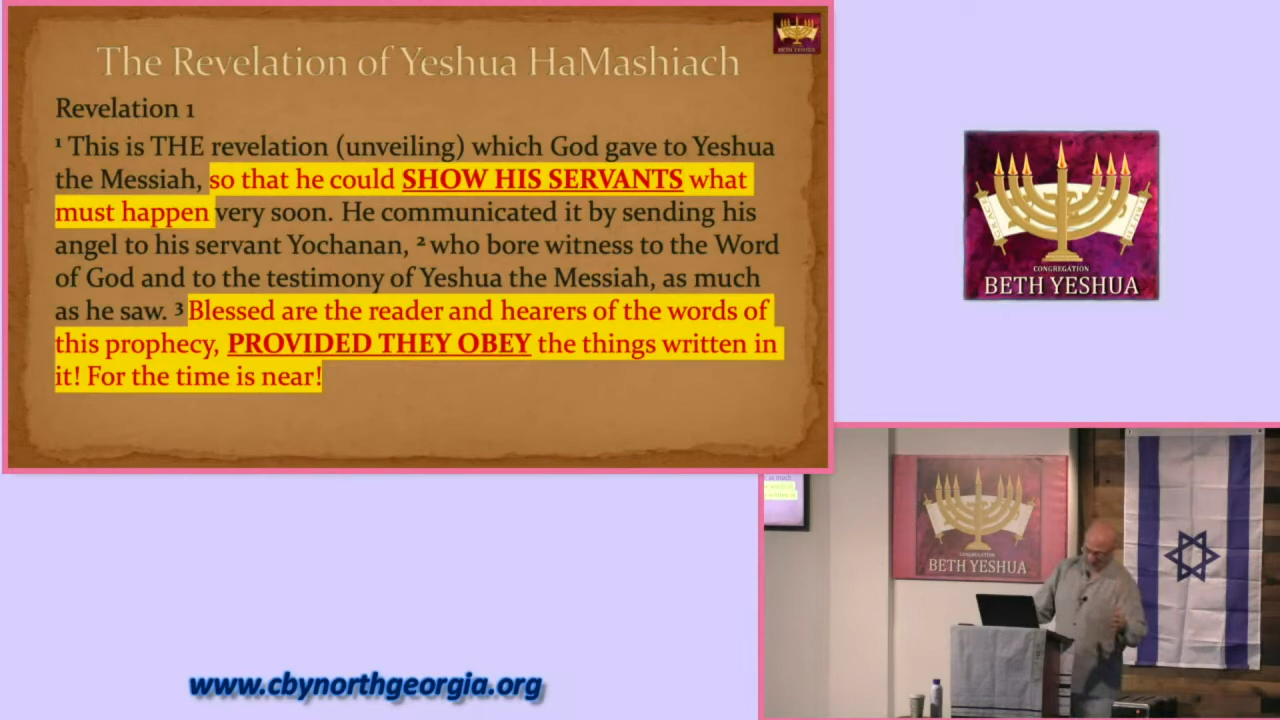 The Revelation of Yeshua HaMashiach
BETH YESHUA
Revelation 1
¹ This is THE revelation (unveiling) which God gave to Yeshua
the Messiah, so that he could SHOW HIS SERVANTS what
must happen very soon. He communicated it by sending his
angel to his servant Yochanan, ² who bore witness to the Word
of God and to the testimony of Yeshua the Messiah, as much
as he saw. ³ Blessed are the reader and hearers of the words of
this prophecy, PROVIDED THEY OBEY the things written in
it! For the time is near!
GRACE
TRUTH
CONGREGATION
BETH YESHUA
CONGREGATION
BETH YESHUA
www.cbynorthgeorgia.org